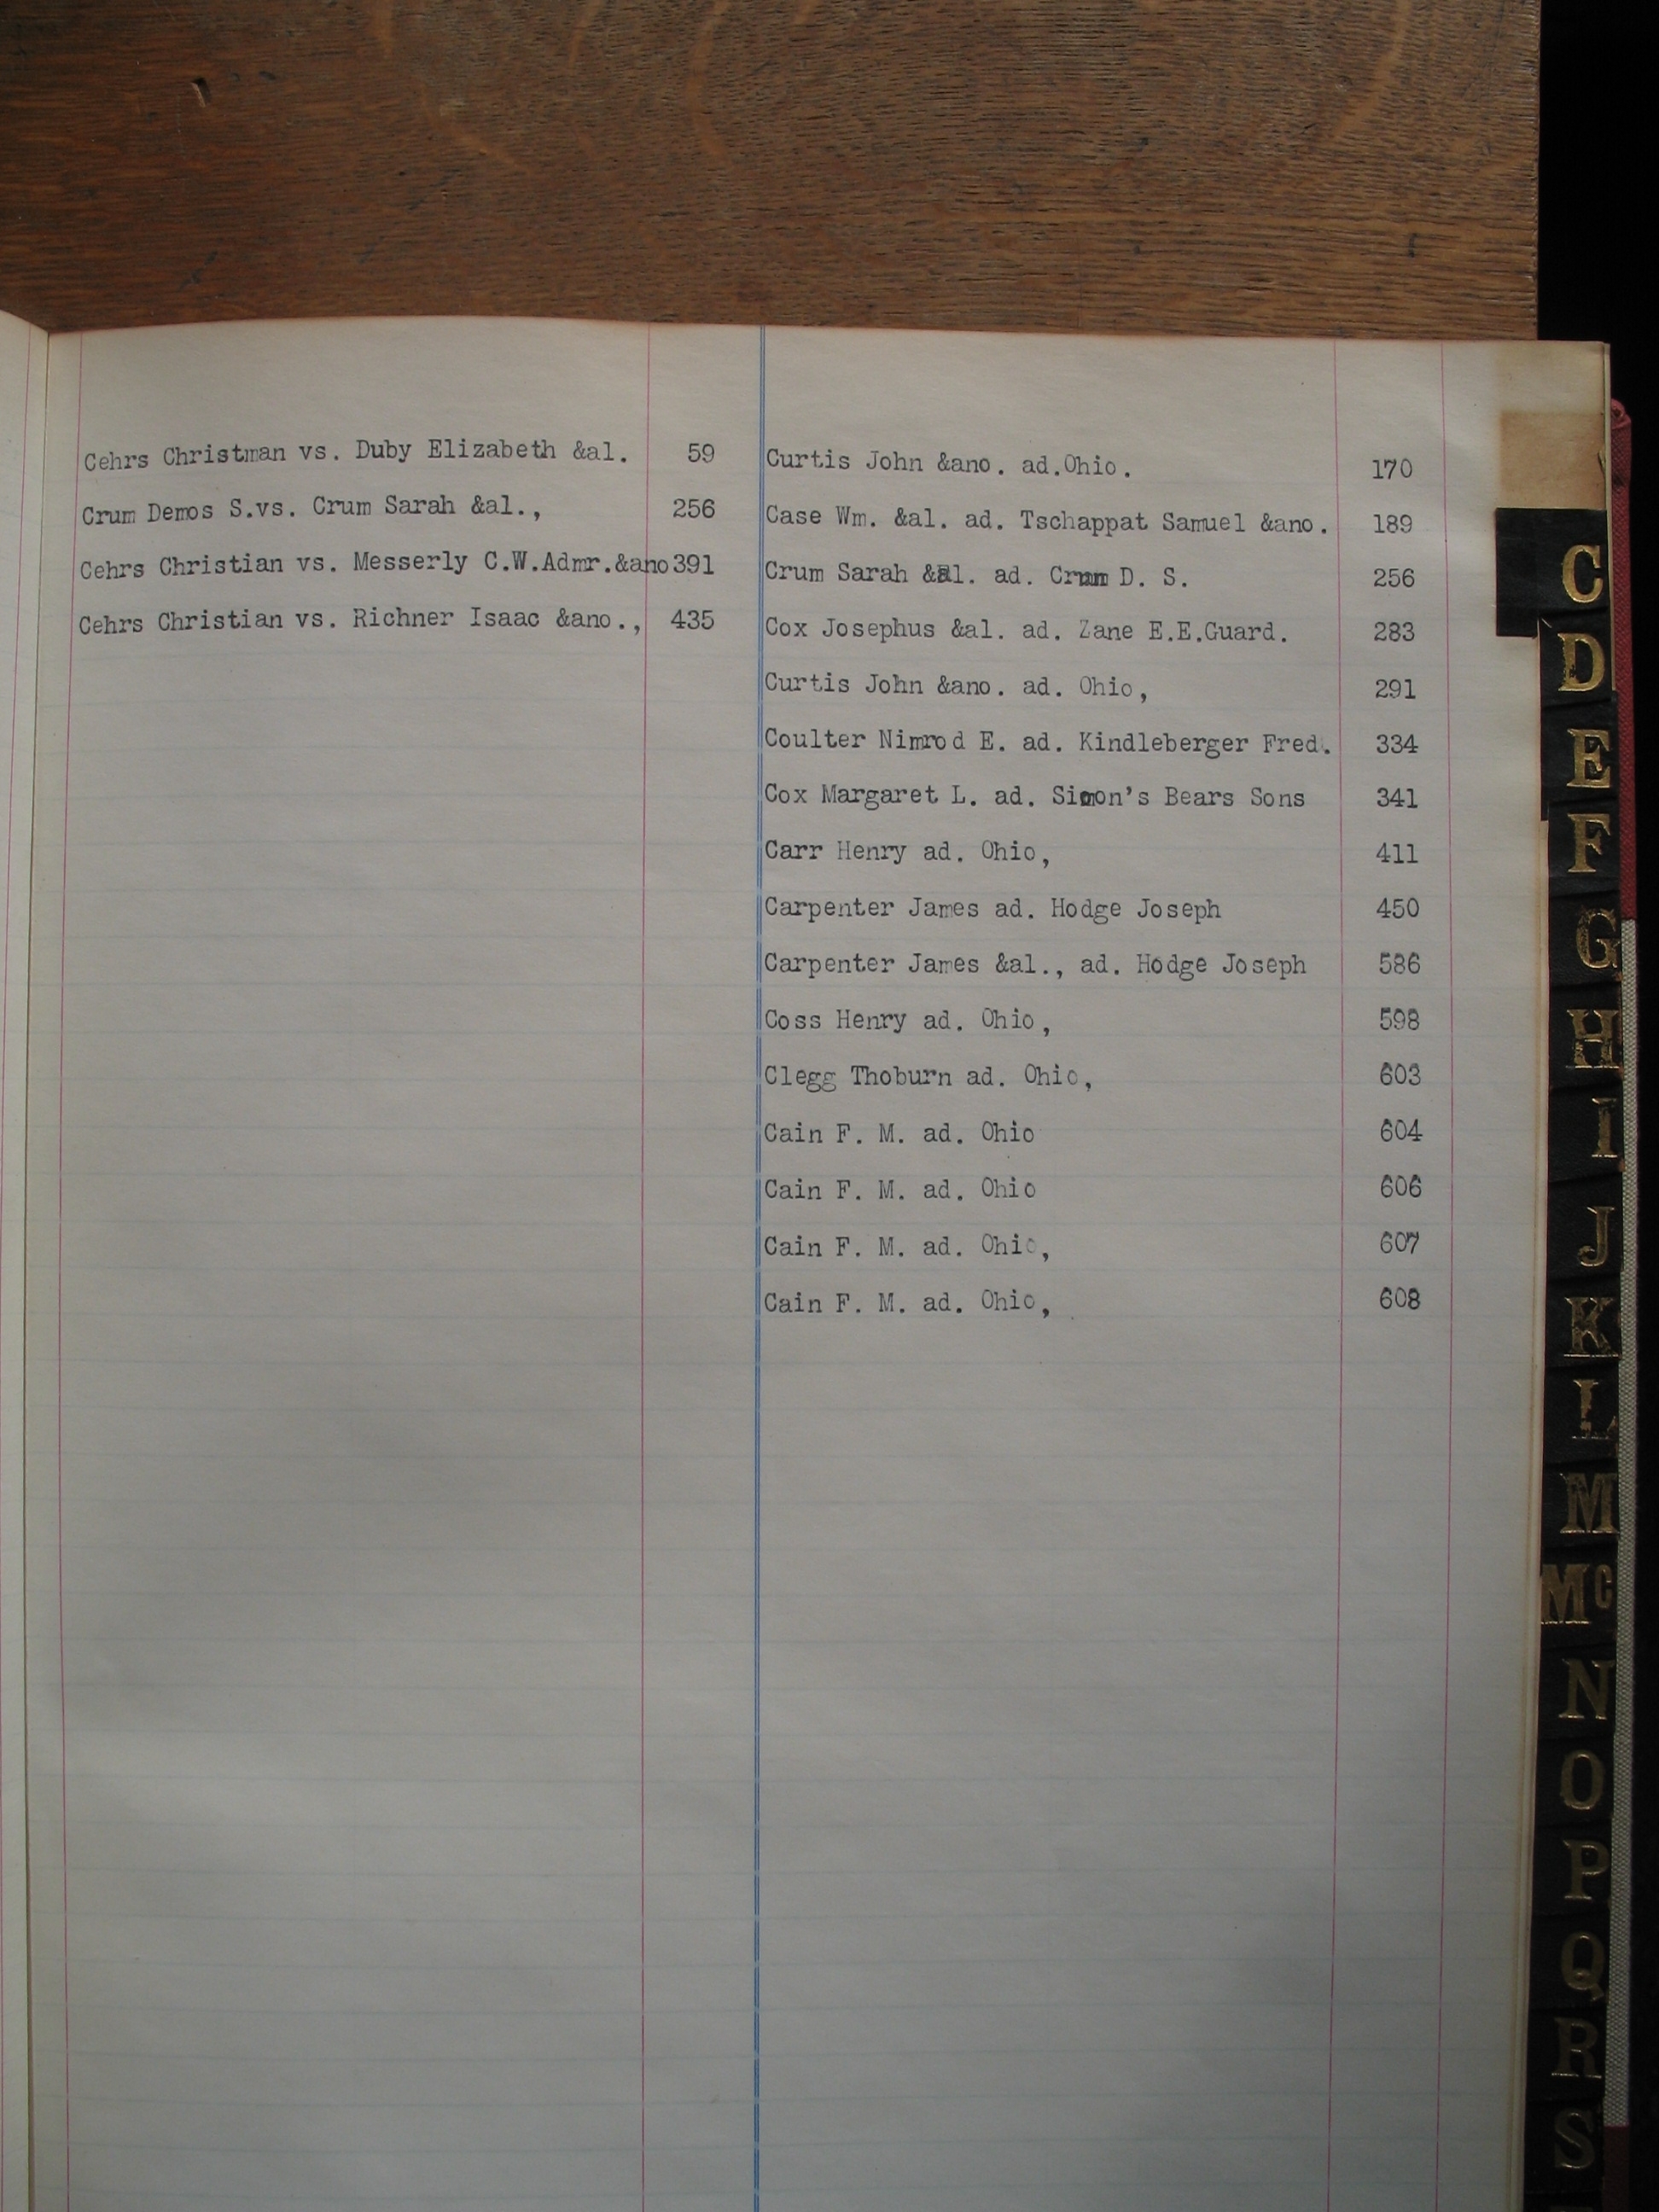 Cehrs Christman vs. Duby Elizabeth &al. 59
Crum Demos S.vs. Crum Sarah &al., 256
Cehrs Christian vs. Messerly C.W.Admr.&ano 391
Cehrs Christian vs. Richner Isaac &ano., 435
Curtis John &ano. ad.Ohio. 170
Case Wm. &al. ad. Tschappat Samuel &ano. 189
Crum Sarah &al. ad. Crum D. S. 256
Cox Josephus &al. ad. Zane E.E.Guard. 283
Curtis John &ano. ad. Ohio, 291
Coulter Nimrod E. ad. Kindleberger Fred. 334
Cox Margaret L. ad. Simon's Bears Sons 341
Carr Henry ad. Ohio, 411
Carpenter James ad. Hodge Joseph 450
Carpenter James &al., ad. Hodge Joseph 586
Coss Henry ad. Ohio, 598
Clegg Thoburn ad. Ohio, 603
Cain F. M. ad. Ohio 604
Cain F. M. ad. Ohio 606
Cain F. M. ad. Ohio, 607
Cain F. M. ad. Ohio, 608
C
D
E
F
G
H
I
J
K
L
M
Mc
N
O
P
Q
R
S